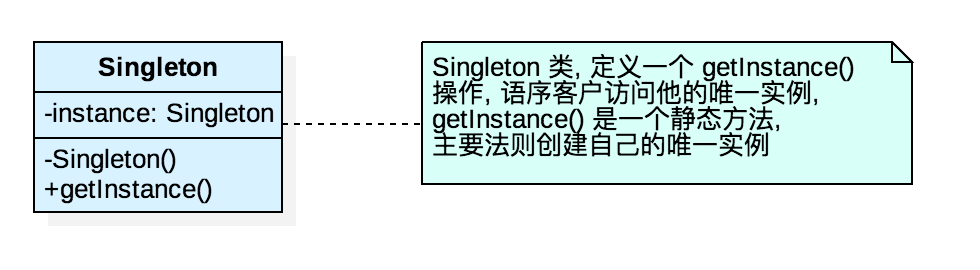 Singleton
-instance: Singleton
-Singleton()
+getInstance()
Singleton 类, 定义一个 getInstance()
操作, 语序客户访问他的唯一实例,
getInstance() 是一个静态方法,
主要法则创建自己的唯一实例